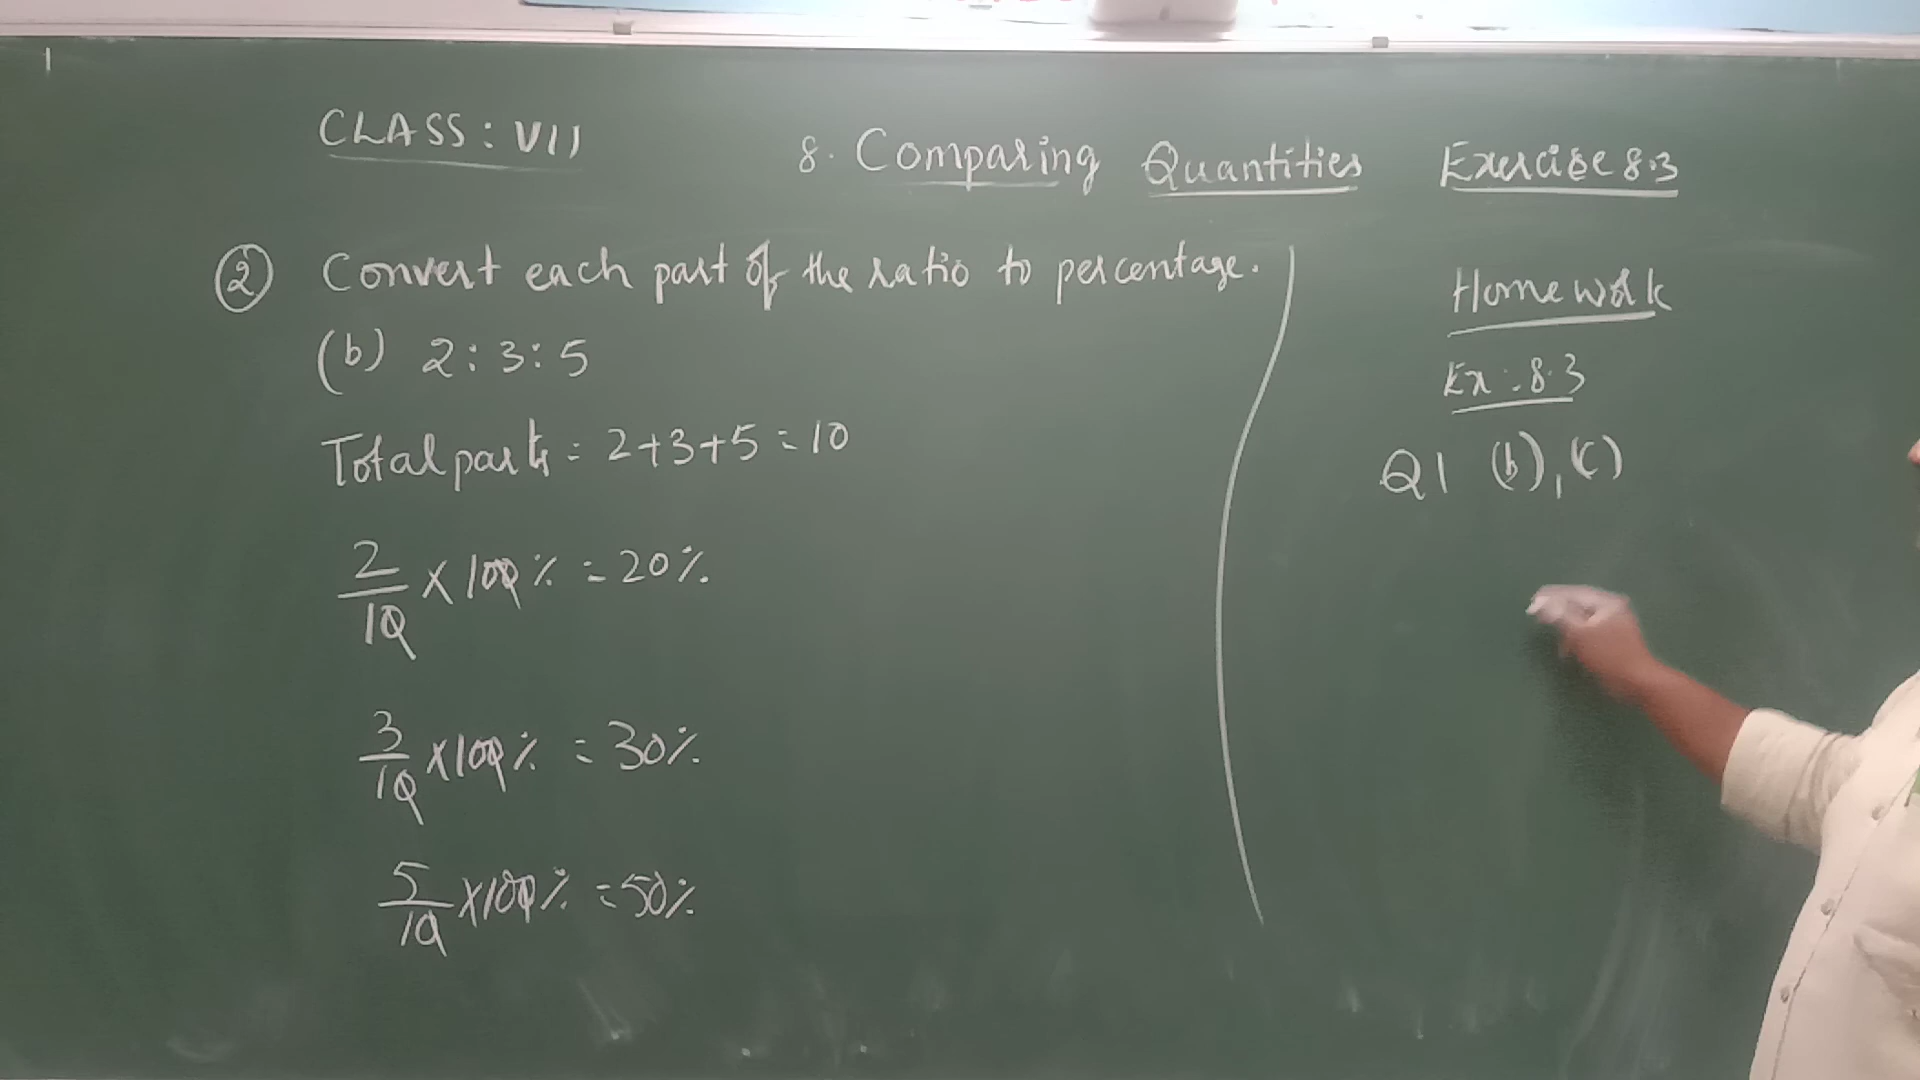 CLASS: VII
8. Comparing Quantities Exercise 8.3
② Convert each part of the ratio to percentage.
(b) 2:3:5
Total parts = 2+3+5=10
2/10 × 100% = 20%
3/10 × 100% = 30%
5/10 × 100% = 50%
Homework
Ex:- 8.3
Q1 (b), (c)